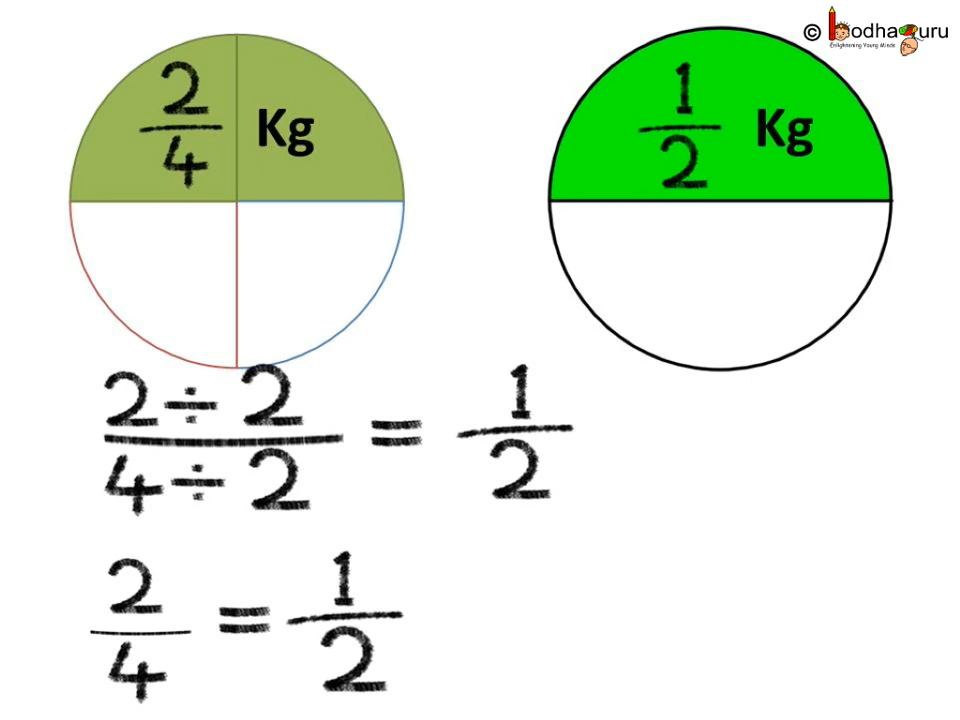 © BodhaGuru
Enlightening Young Minds
2/4 Kg
1/2 Kg
2÷2/4÷2 = 1/2
2/4 = 1/2